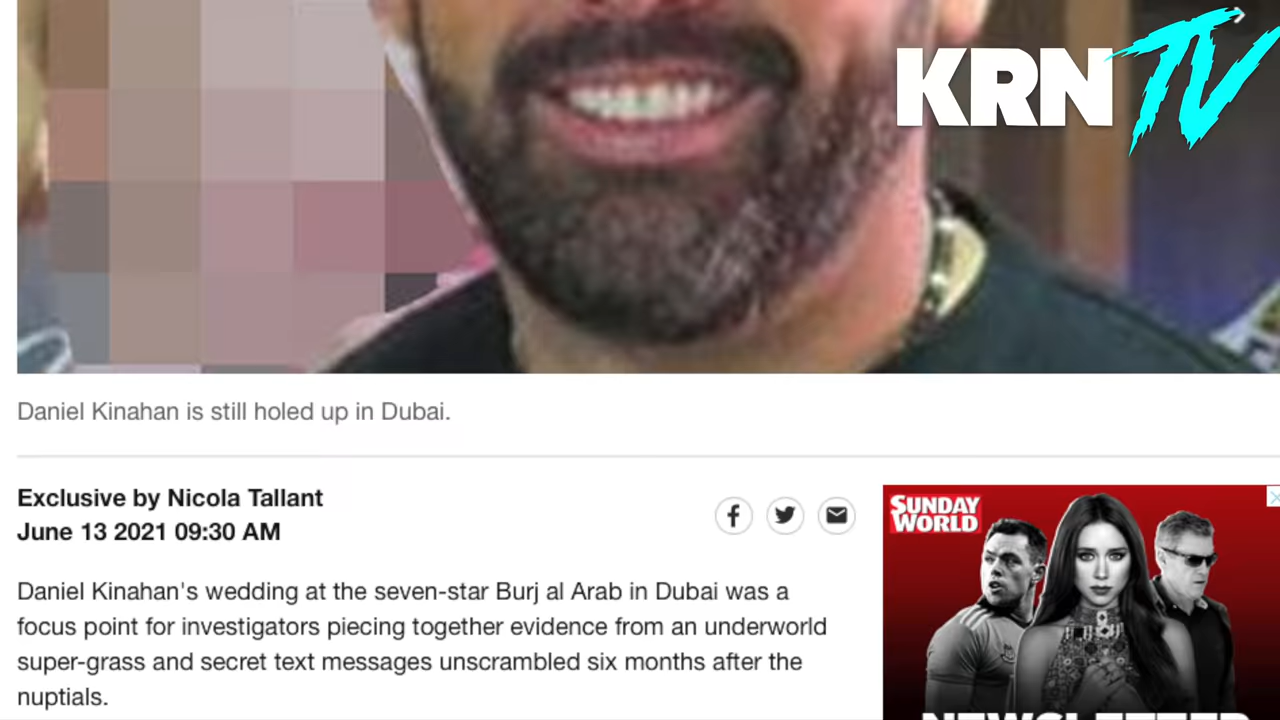 KRN TV
Daniel Kinahan is still holed up in Dubai.
Exclusive by Nicola Tallant
June 13 2021 09:30 AM
Daniel Kinahan's wedding at the seven-star Burj al Arab in Dubai was a
focus point for investigators piecing together evidence from an underworld
super-grass and secret text messages unscrambled six months after the
nuptials.
SUNDAY
WORLD
NEWSLETTER